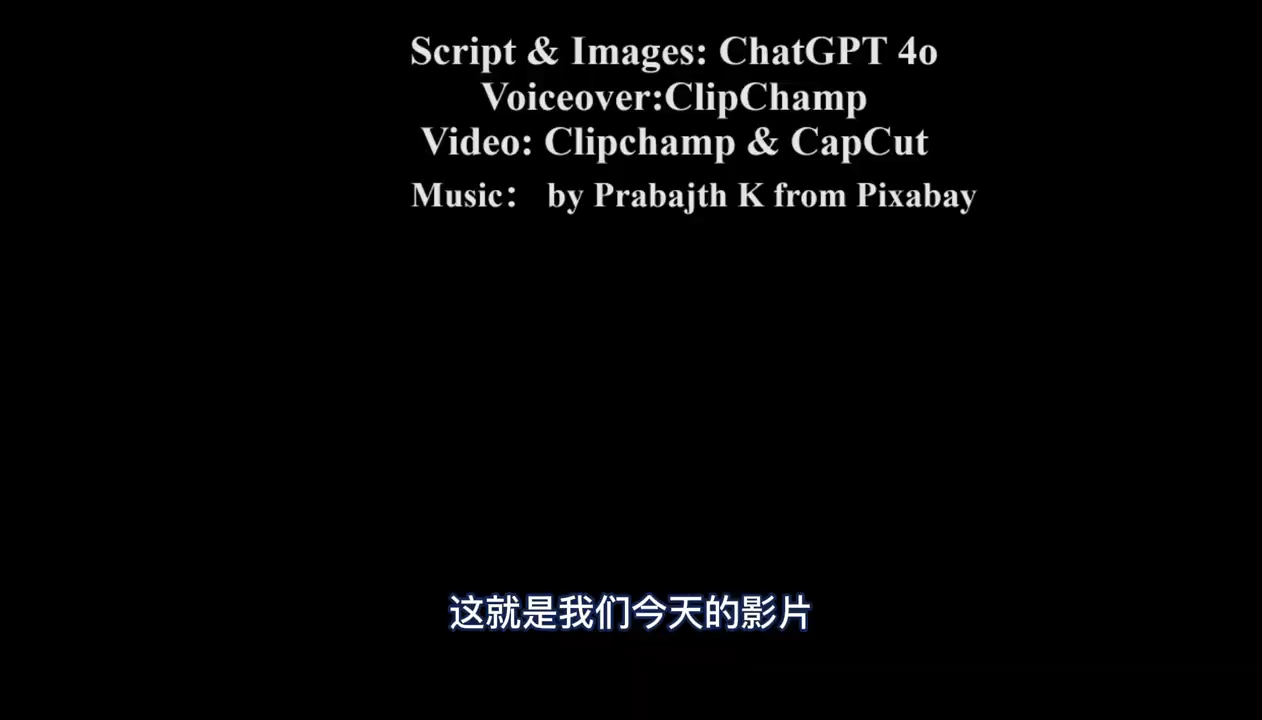 Script & Images: ChatGPT 4o
Voiceover:ClipChamp
Video: Clipchamp & CapCut
Music： by Prabajth K from Pixabay
这就是我们今天的影片